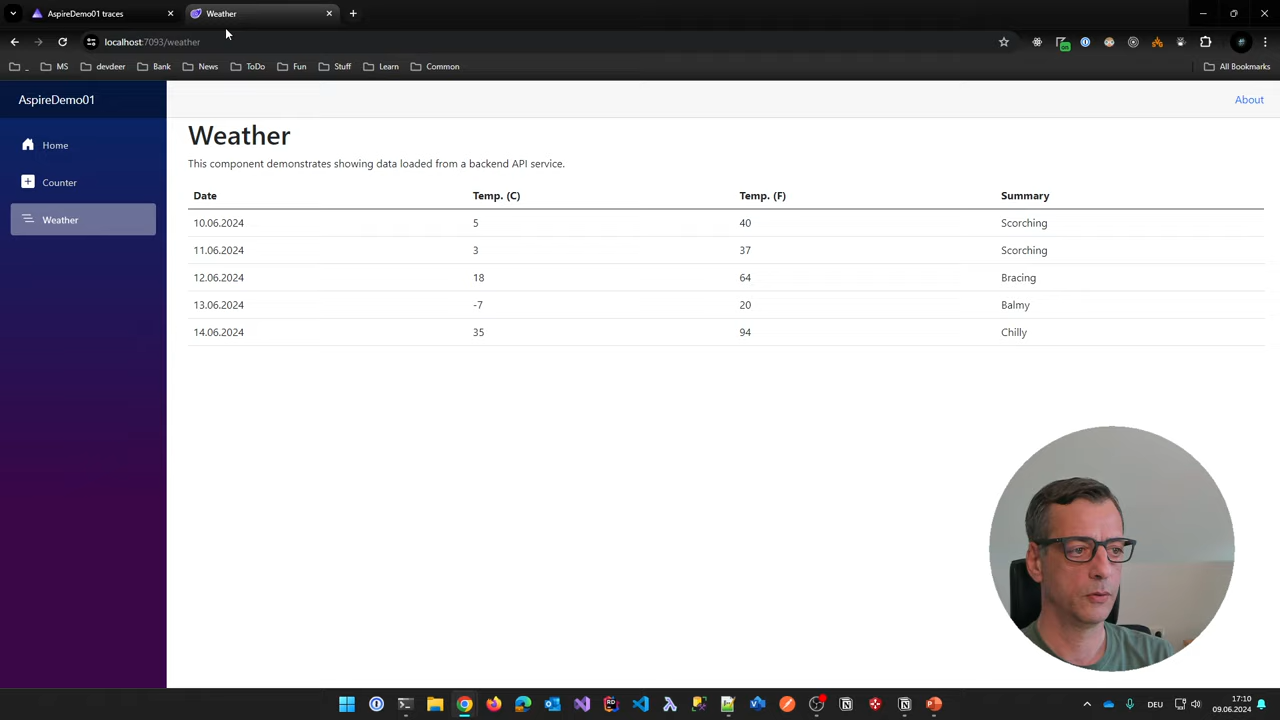 AspireDemo01 traces
Weather
localhost:7093/weather
MS
devdeer
Bank
News
ToDo
Fun
Stuff
Learn
Common
All Bookmarks
AspireDemo01
About
Home
Counter
Weather
Weather
This component demonstrates showing data loaded from a backend API service.
Date Temp. (C) Temp. (F) Summary
10.06.2024 5 40 Scorching
11.06.2024 3 37 Scorching
12.06.2024 18 64 Bracing
13.06.2024 -7 20 Balmy
14.06.2024 35 94 Chilly
DEU
17:10
09.06.2024